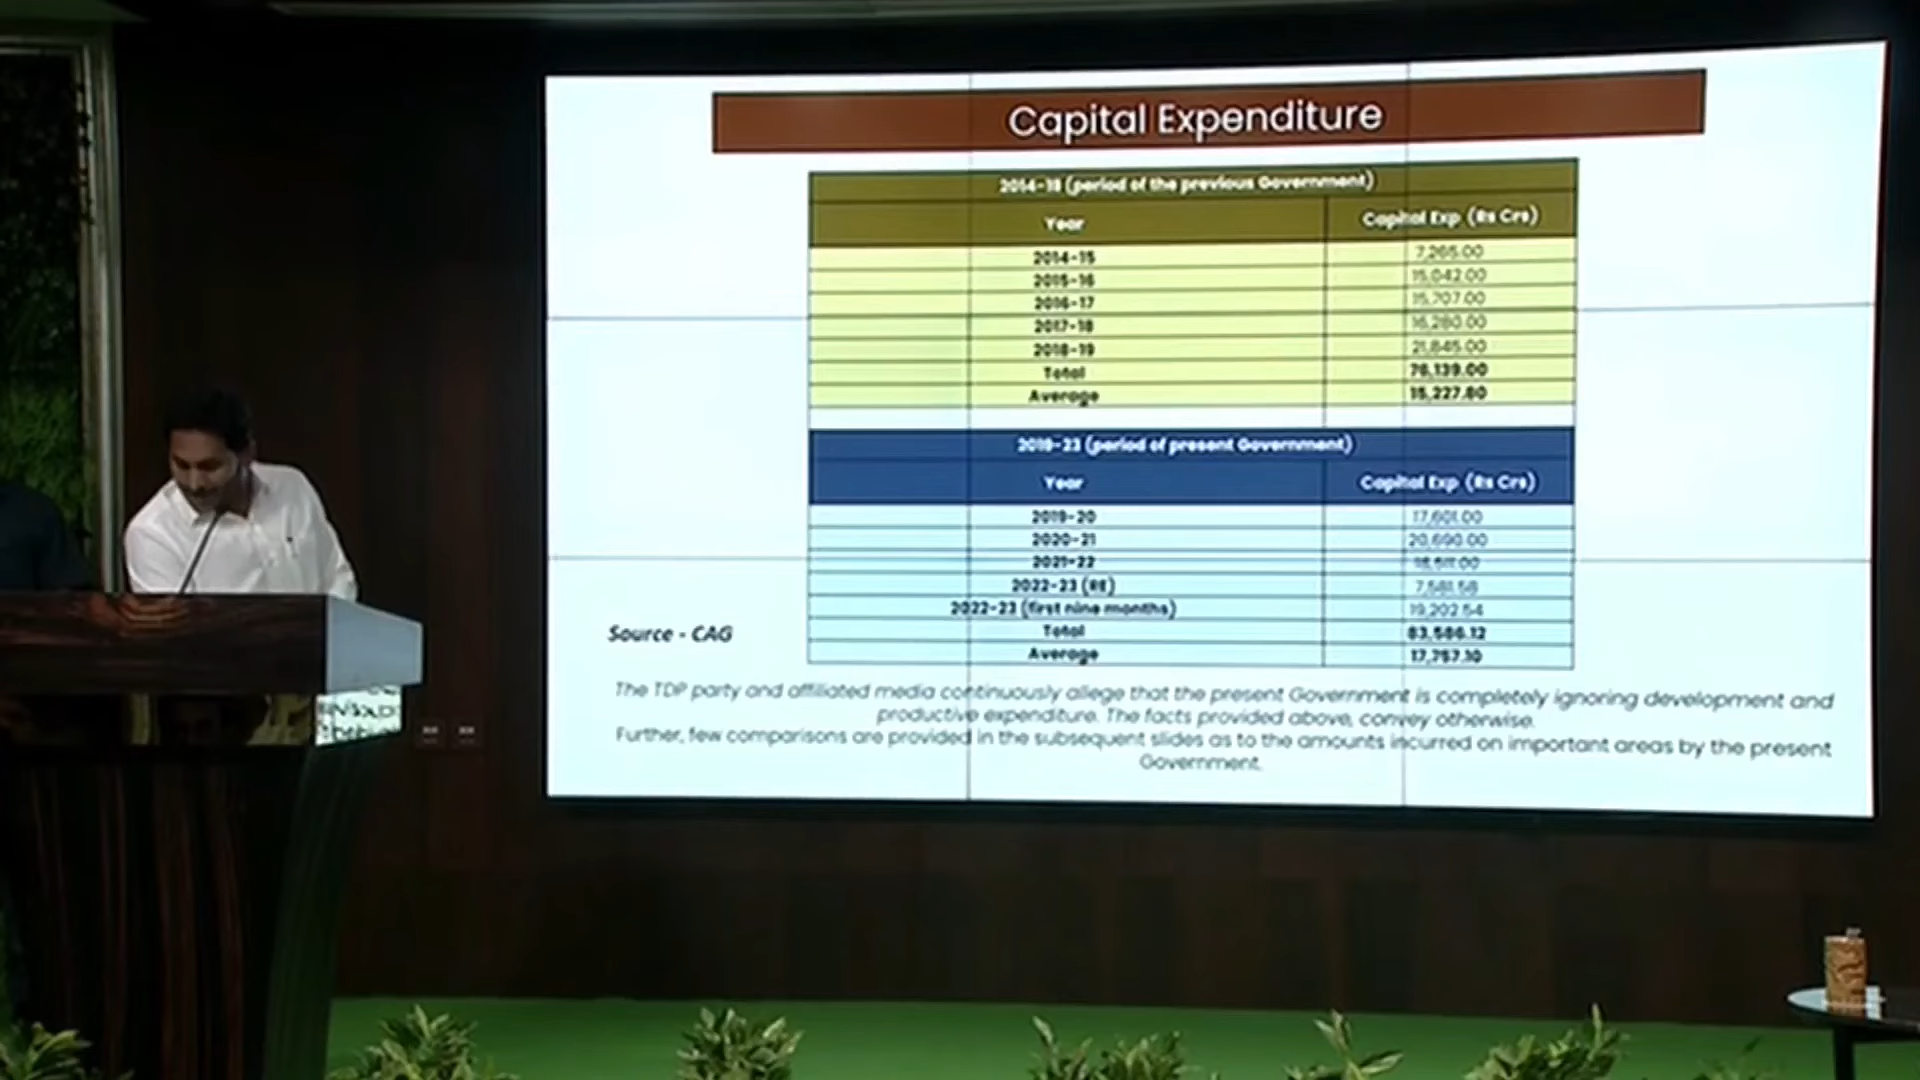 Capital Expenditure
2014-19 (period of the previous Government)
Year Capital Exp (Rs Crs)
2014-15 7,265.00
2015-16 15,042.00
2016-17 15,707.00
2017-18 16,280.00
2018-19 21,845.00
Total 76,139.00
Average 15,227.80
2019-23 (period of present Government)
Year Capital Exp (Rs Crs)
2019-20 17,601.00
2020-21 20,690.00
2021-22
2022-23 (RE) 7,581.58
2022-23 (first nine months) 19,202.54
Total 83,586.12
Average 17,757.10
Source - CAG
The TDP party and affiliated media continuously allege that the present Government is completely ignoring development and
productive expenditure. The facts provided above, convey otherwise.
Further, few comparisons are provided in the subsequent slides as to the amounts incurred on important areas by the present
Government.